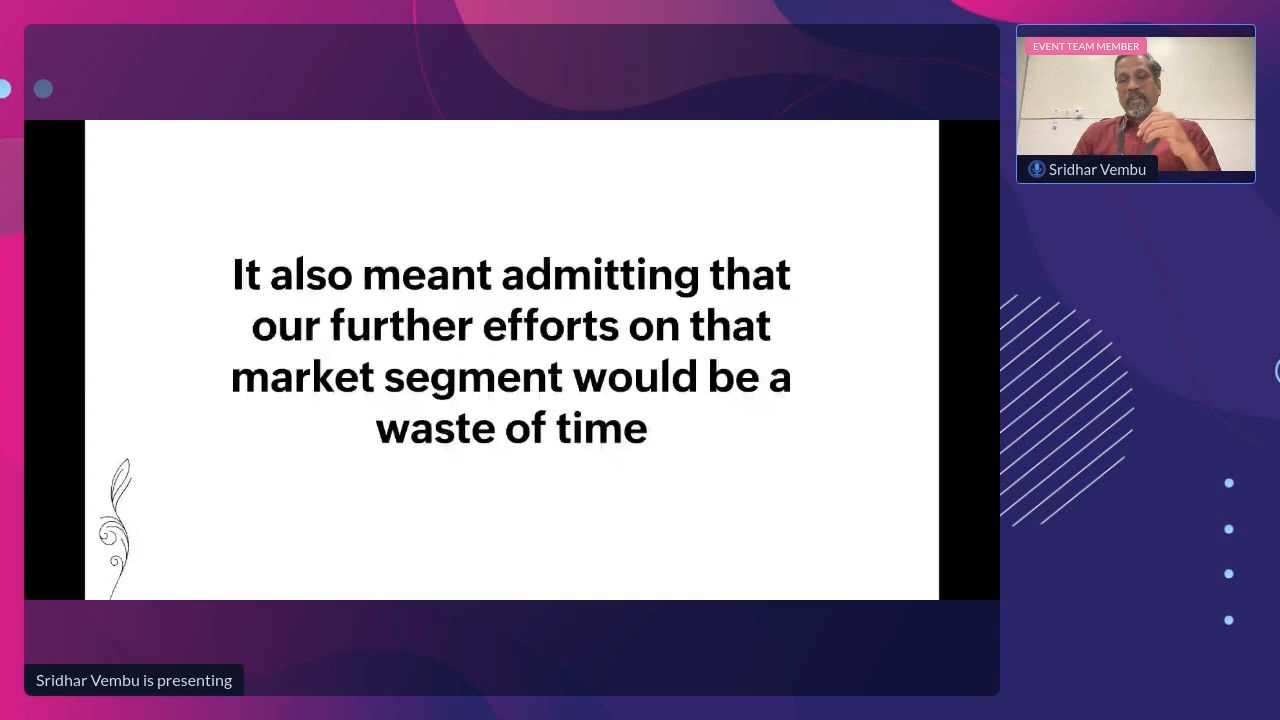 EVENT TEAM MEMBER
Sridhar Vembu
It also meant admitting that
our further efforts on that
market segment would be a
waste of time
Sridhar Vembu is presenting